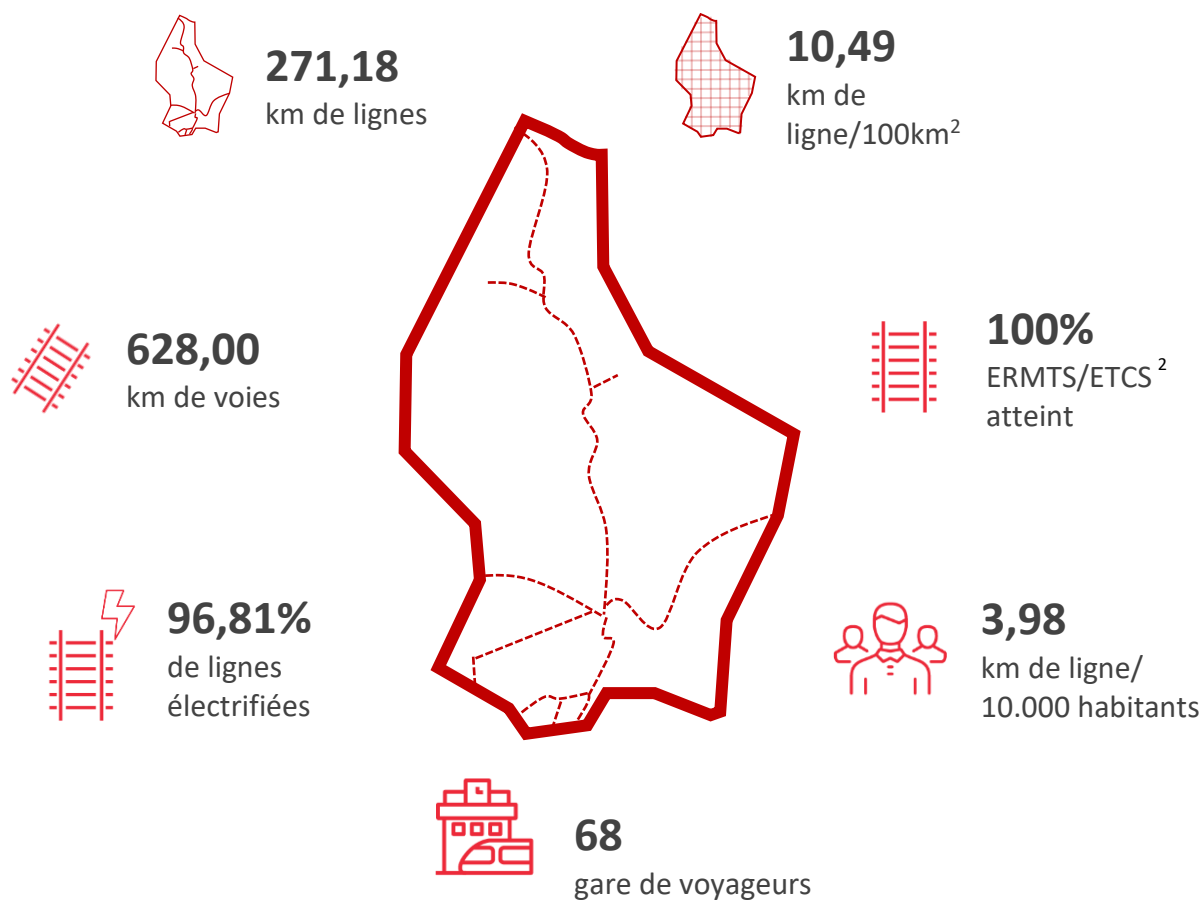 271,18
km de lignes
10,49
km de
ligne/100km²
628,00
km de voies
100%
ERMTS/ETCS ²
atteint
96,81%
de lignes
électrifiées
3,98
km de ligne/
10.000 habitants
68
gare de voyageurs